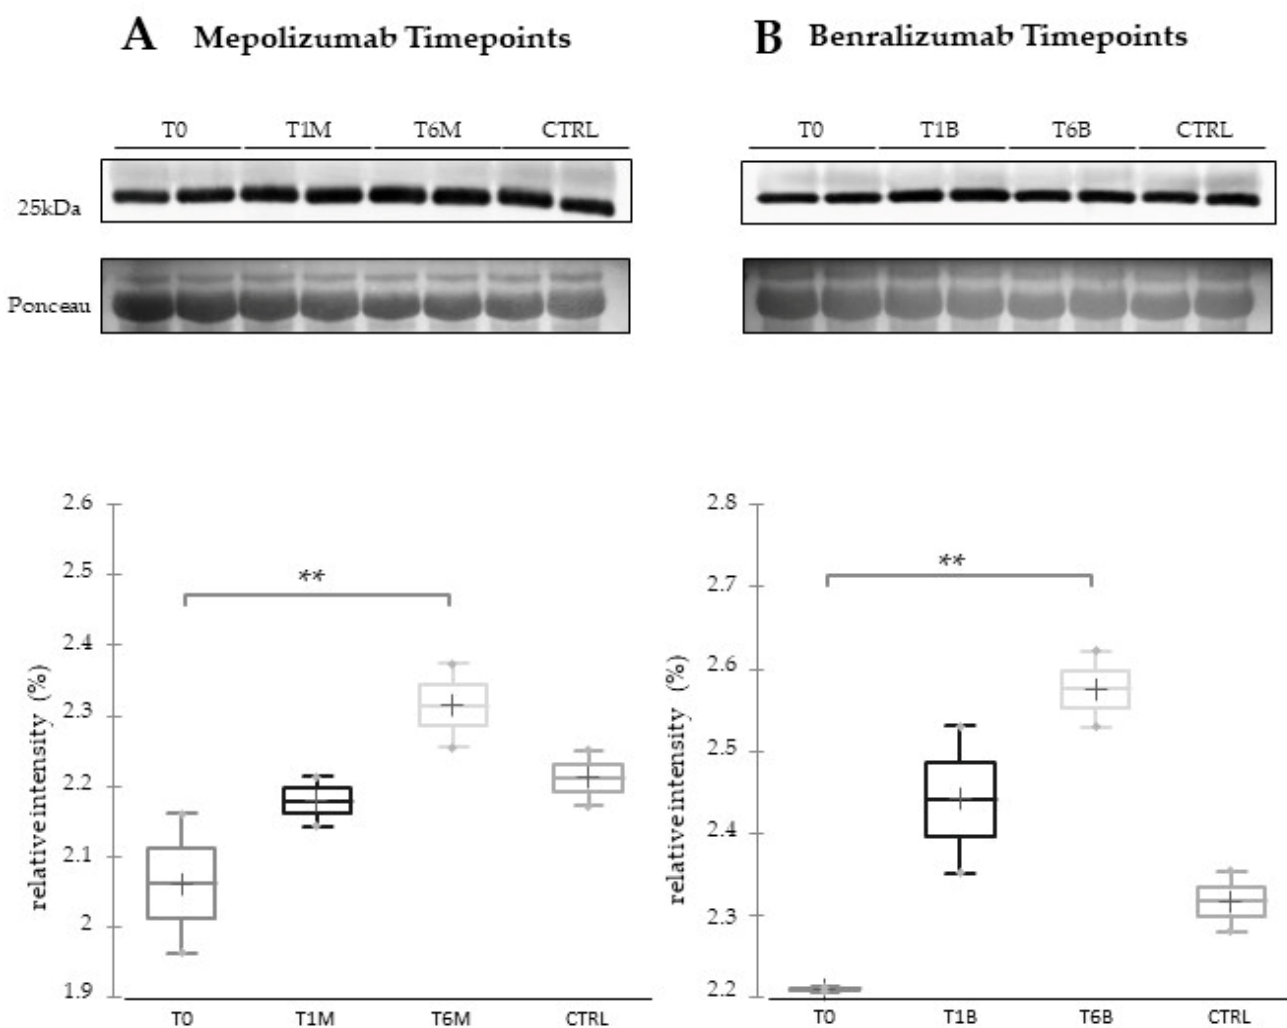 A Mepolizumab Timepoints
T0 T1M T6M CTRL
25kDa
Ponceau
2.6
2.5
2.4
2.3
2.2
2.1
2
1.9
relative intensity (%)
**
T0 T1M T6M CTRL
B Benralizumab Timepoints
T0 T1B T6B CTRL
2.8
2.7
2.6
2.5
2.4
2.3
2.2
relative intensity (%)
**
T0 T1B T6B CTRL